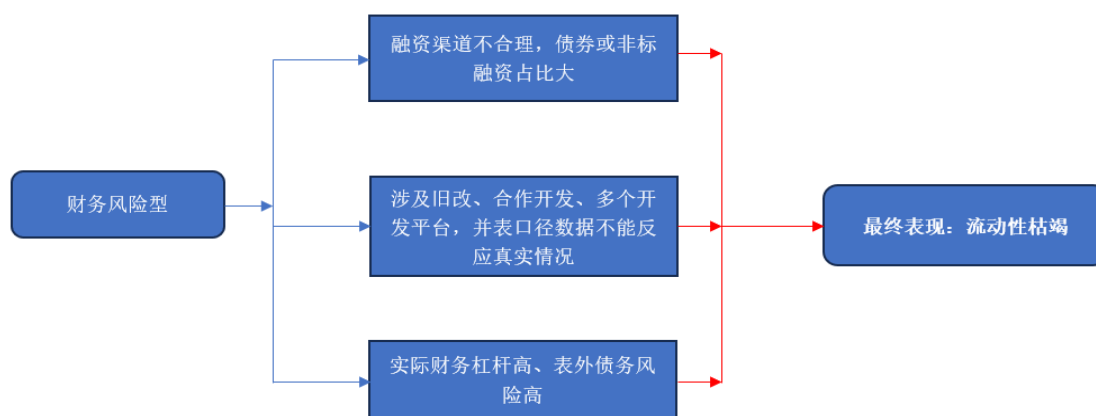 融资渠道不合理，债券或非标
融资占比大
财务风险型
涉及旧改、合作开发、多个开
发平台，并表口径数据不能反
应真实情况
最终表现：流动性枯竭
实际财务杠杆高、表外债务风
险高